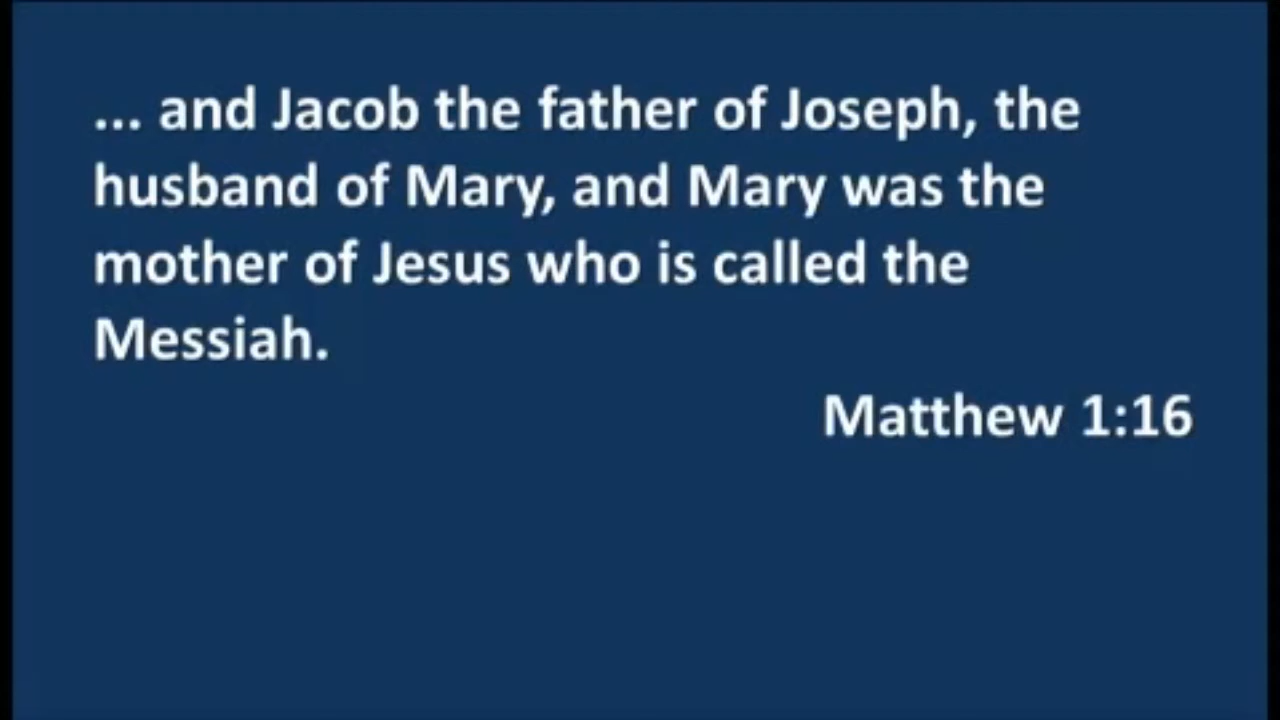 ... and Jacob the father of Joseph, the
husband of Mary, and Mary was the
mother of Jesus who is called the
Messiah.
Matthew 1:16